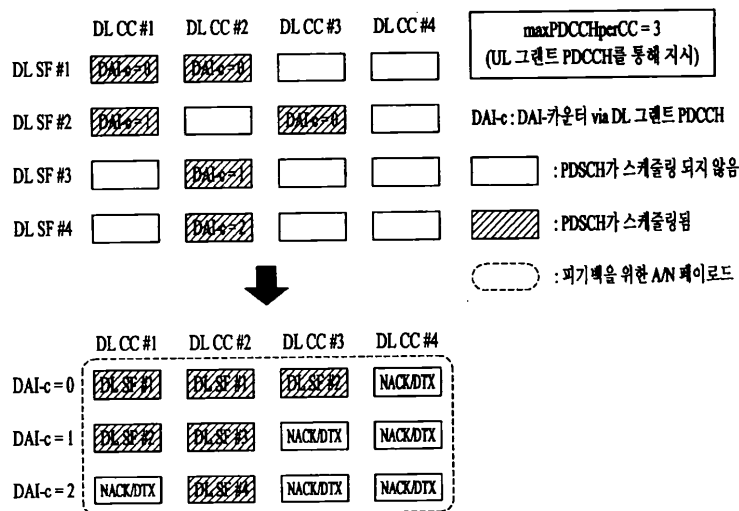 DL CC #1 DL CC #2 DL CC #3 DL CC #4
maxPDCCHperCC = 3
(UL 그랜트 PDCCH를 통해 지시)
DL SF #1 DAI-c=0 DAI-c=0
DL SF #2 DAI-c=1 DAI-c=0
DAI-c : DAI-카운터 via DL 그랜트 PDCCH
DL SF #3 DAI-c=1
: PDSCH가 스케줄링 되지 않음
DL SF #4 DAI-c=2
: PDSCH가 스케줄링됨
: 피기백을 위한 A/N 페이로드
DL CC #1 DL CC #2 DL CC #3 DL CC #4
DAI-c = 0 DL SF #1 DL SF #1 DL SF #2 NACK/DTX
DAI-c = 1 DL SF #2 DL SF #3 NACK/DTX NACK/DTX
DAI-c = 2 NACK/DTX DL SF #4 NACK/DTX NACK/DTX